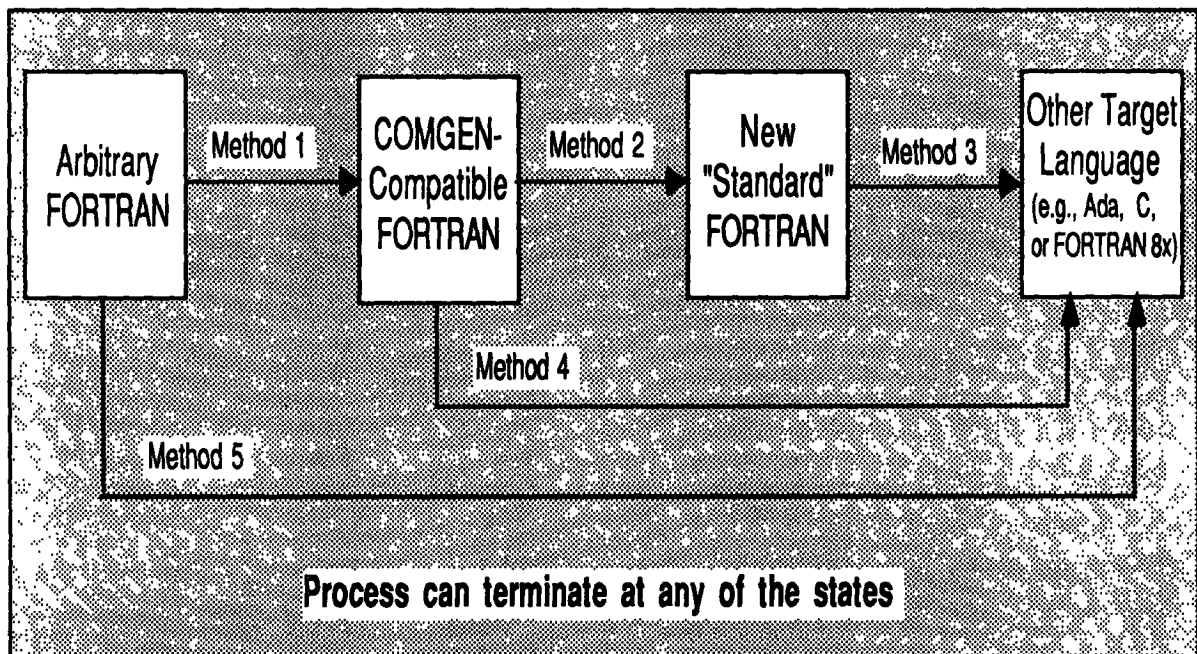 Arbitrary
FORTRAN
Method 1
COMGEN-
Compatible
FORTRAN
Method 2
New
"Standard"
FORTRAN
Method 3
Other Target
Language
(e.g., Ada, C,
or FORTRAN 8x)
Method 4
Method 5
Process can terminate at any of the states